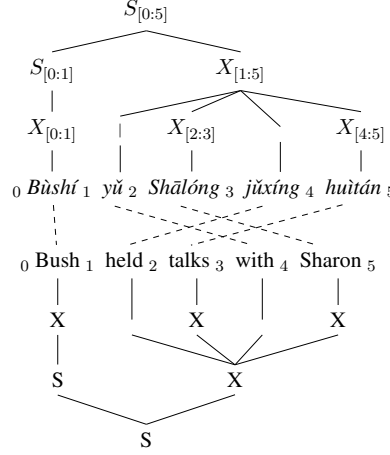 S[0:5]
S[0:1] X[1:5]
X[0:1] X[2:3] X[4:5]
0 Bùshí 1 yǔ 2 Shālóng 3 jǔxíng 4 huìtán 5
0 Bush 1 held 2 talks 3 with 4 Sharon 5
X X X
S X
S